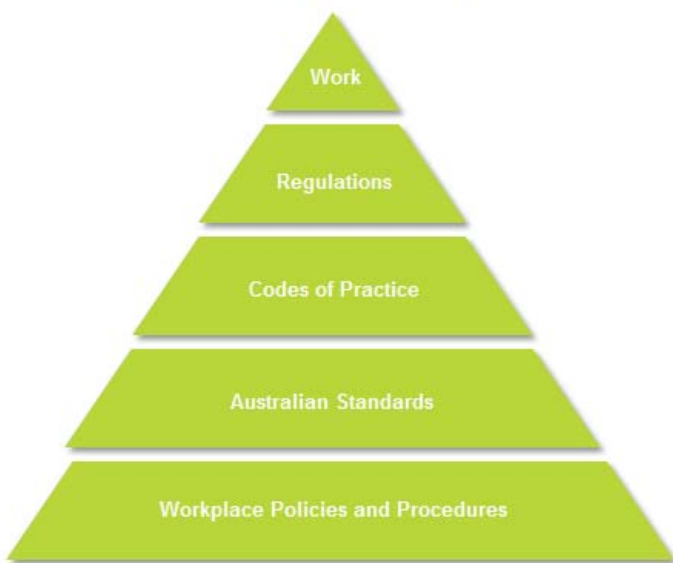 Work
Regulations
Codes of Practice
Australian Standards
Workplace Policies and Procedures